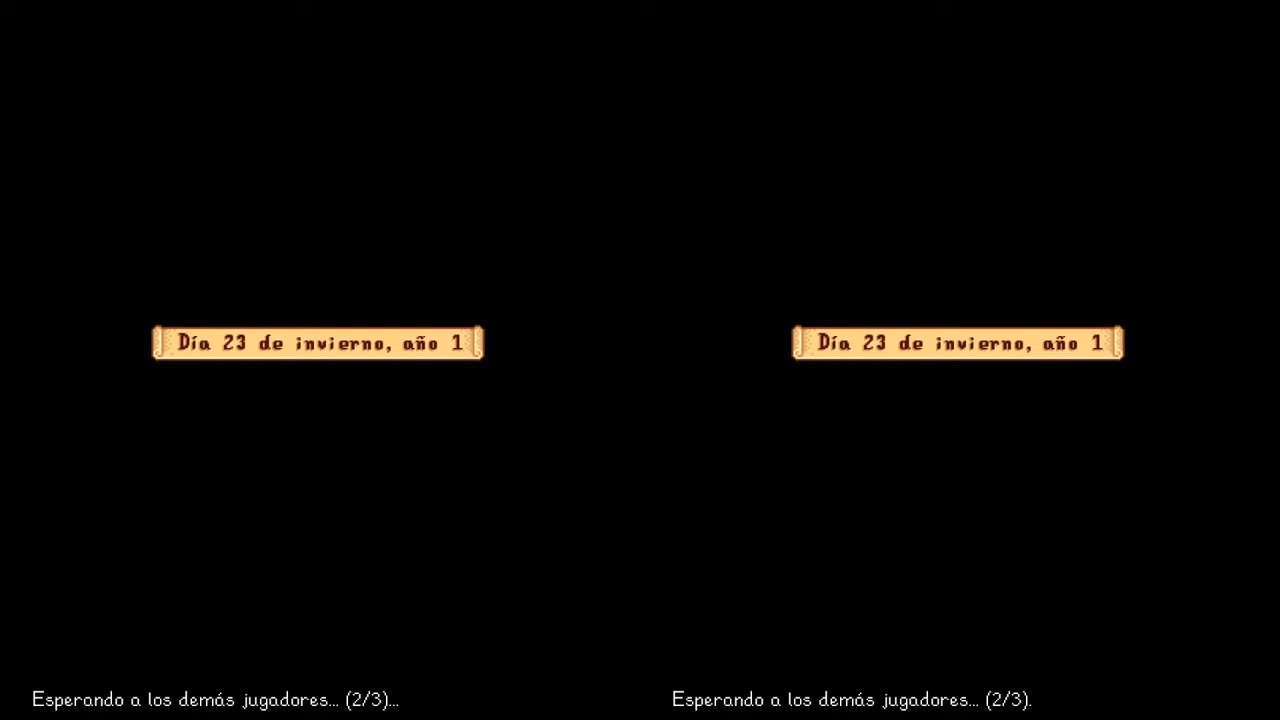 Día 23 de invierno, año 1
Día 23 de invierno, año 1
Esperando a los demás jugadores... (2/3)...
Esperando a los demás jugadores... (2/3).